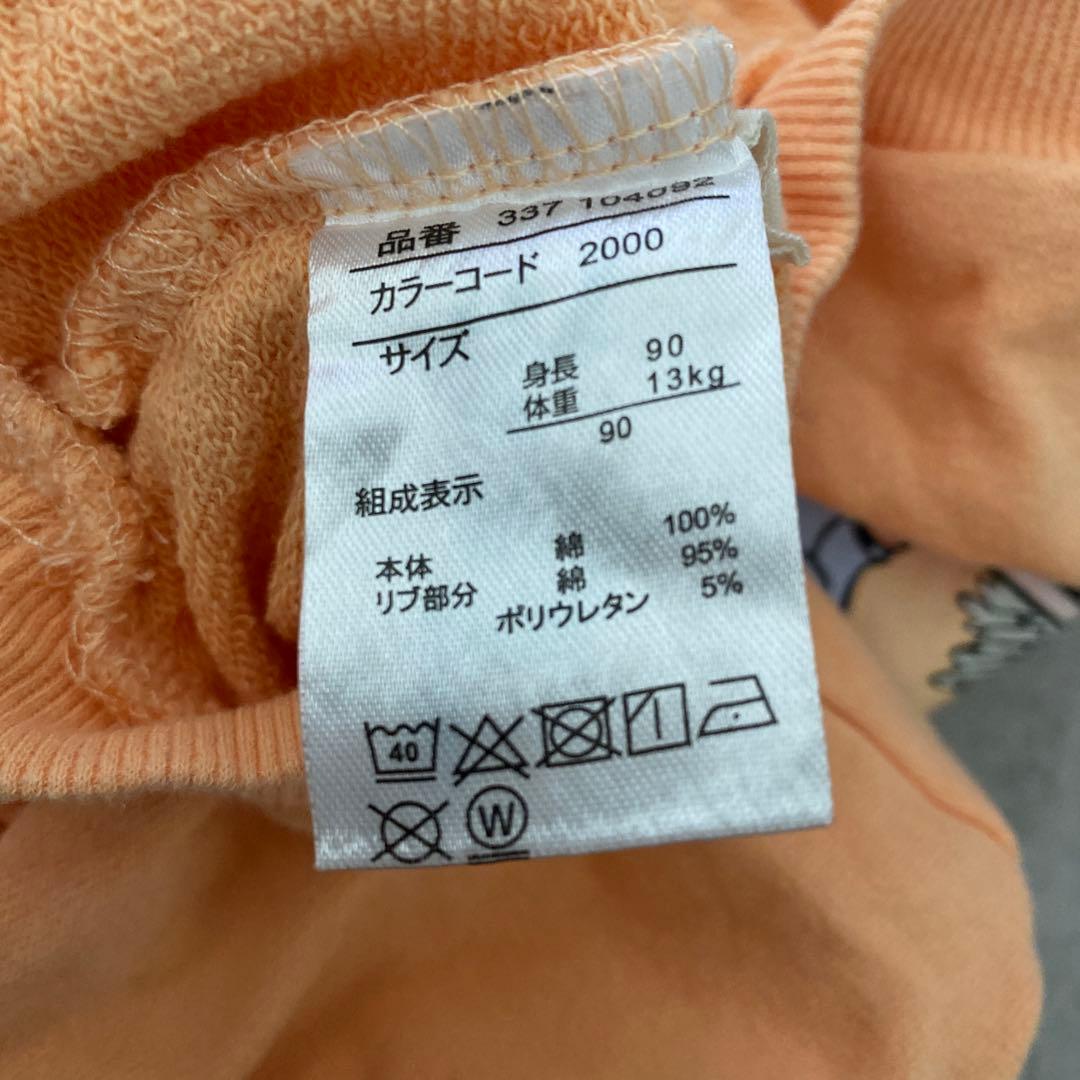 品番 337 104092
カラーコード 2000
サイズ
身長 90
体重 13kg
90
組成表示
本体 綿 100%
リブ部分 綿 95%
ポリウレタン 5%
40
W